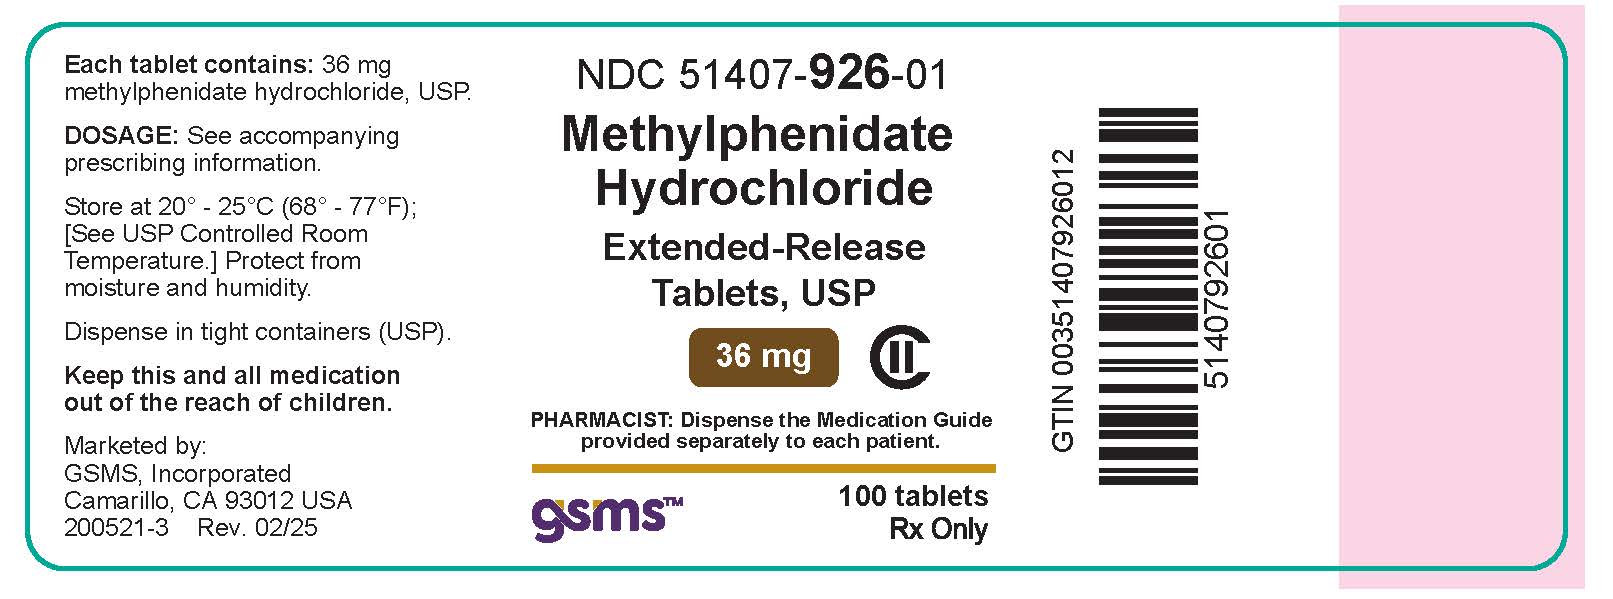 Each tablet contains: 36 mg
methylphenidate hydrochloride, USP.
DOSAGE: See accompanying
prescribing information.
Store at 20° - 25°C (68° - 77°F);
[See USP Controlled Room
Temperature.] Protect from
moisture and humidity.
Dispense in tight containers (USP).
Keep this and all medication
out of the reach of children.
Marketed by:
GSMS, Incorporated
Camarillo, CA 93012 USA
200521-3 Rev. 02/25
NDC 51407-926-01
Methylphenidate
Hydrochloride
Extended-Release
Tablets, USP
36 mg
CII
PHARMACIST: Dispense the Medication Guide
provided separately to each patient.
gsms™
100 tablets
Rx Only
GTIN 00351407926012
5140792601